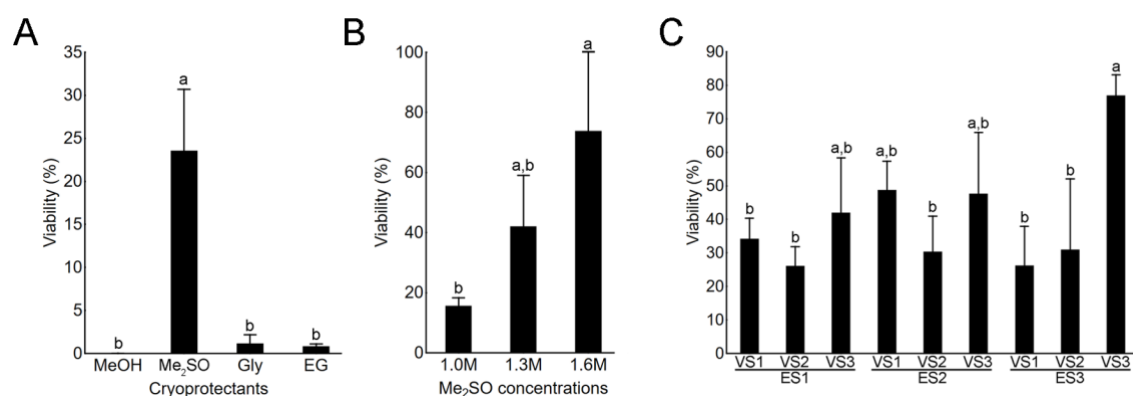 A
35
30
25
20
15
10
5
0
Viability (%)
a
b
b
b
MeOH Me₂SO Gly EG
Cryoprotectants
B
100
80
60
40
20
0
Viability (%)
b
a,b
a
1.0M 1.3M 1.6M
Me₂SO concentrations
C
90
80
70
60
50
40
30
20
10
0
Viability (%)
b
b
a,b
a,b
b
a,b
b
b
a
VS1 VS2 VS3 VS1 VS2 VS3 VS1 VS2 VS3
ES1 ES2 ES3